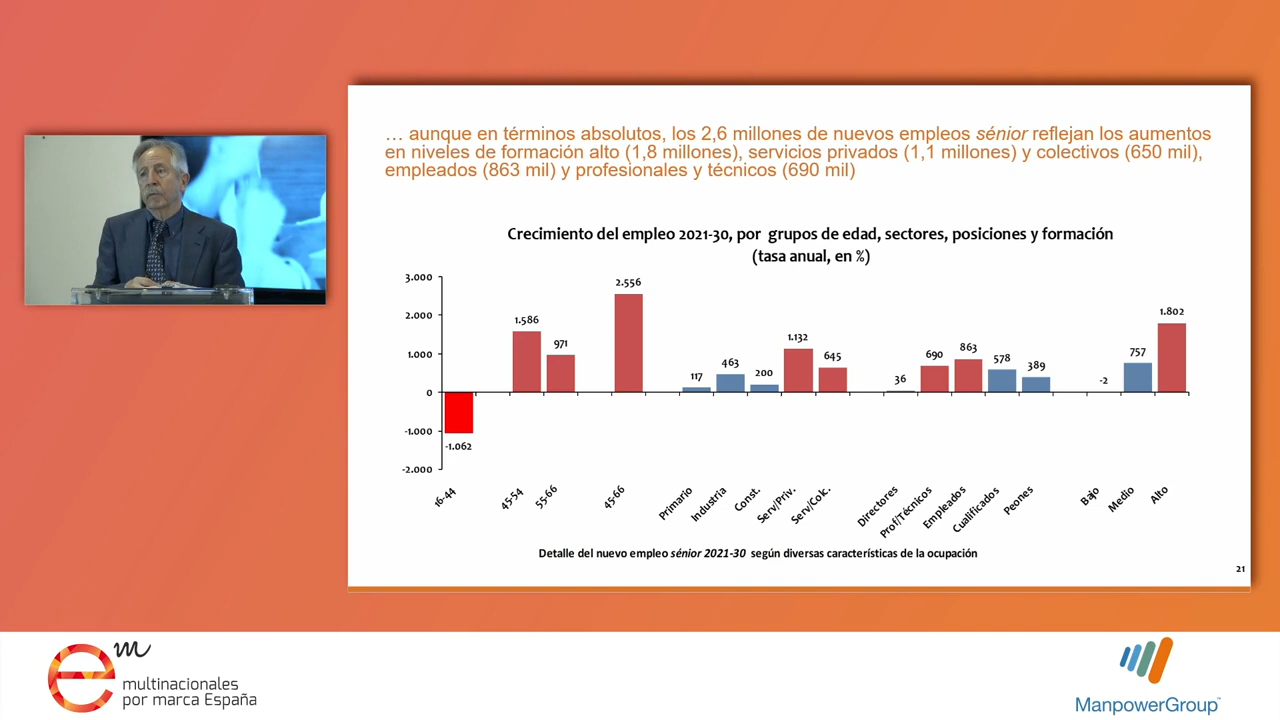 … aunque en términos absolutos, los 2,6 millones de nuevos empleos sénior reflejan los aumentos
en niveles de formación alto (1,8 millones), servicios privados (1,1 millones) y colectivos (650 mil),
empleados (863 mil) y profesionales y técnicos (690 mil)
Crecimiento del empleo 2021-30, por grupos de edad, sectores, posiciones y formación
(tasa anual, en %)
3.000
2.000
1.000
0
-1.000
-2.000
-1.062
1.586
971
2.556
117
463
200
1.132
645
36
690
863
578
389
-2
757
1.802
16-44
45-54
55-66
45-66
Primario
Industria
Const.
Serv/Priv.
Serv/Colc.
Directores
Prof/Técnicos
Empleados
Cualificados
Peones
Bajo
Medio
Alto
Detalle del nuevo empleo sénior 2021-30 según diversas características de la ocupación
21
em
multinacionales
por marca España
ManpowerGroup™